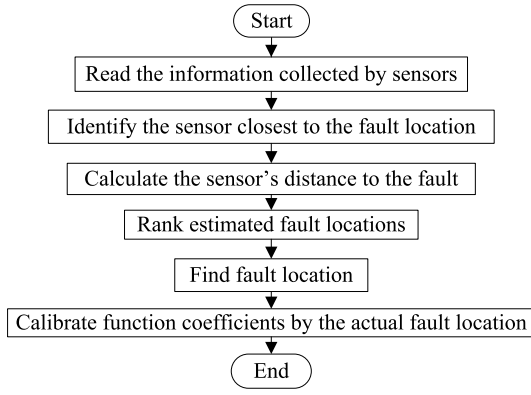 Start
Read the information collected by sensors
Identify the sensor closest to the fault location
Calculate the sensor's distance to the fault
Rank estimated fault locations
Find fault location
Calibrate function coefficients by the actual fault location
End